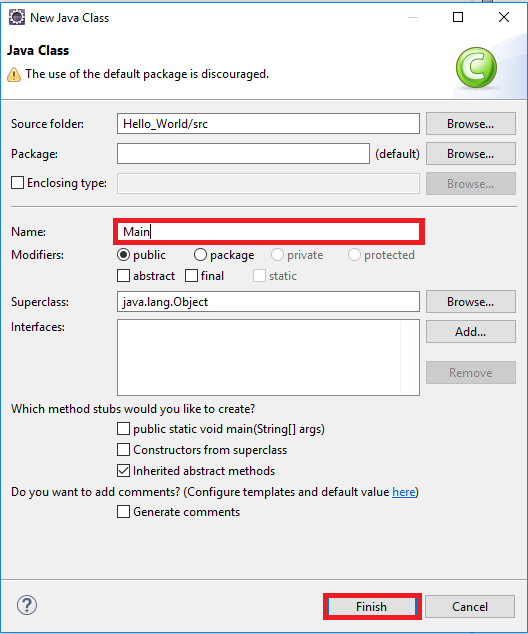 New Java Class
Java Class
The use of the default package is discouraged.
C
Source folder: Hello_World/src Browse...
Package: (default) Browse...
Enclosing type: Browse...
Name: Main
Modifiers: public package private protected
abstract final static
Superclass: java.lang.Object Browse...
Interfaces: Add...
Remove
Which method stubs would you like to create?
public static void main(String[] args)
Constructors from superclass
Inherited abstract methods
Do you want to add comments? (Configure templates and default value here)
Generate comments
? Finish Cancel